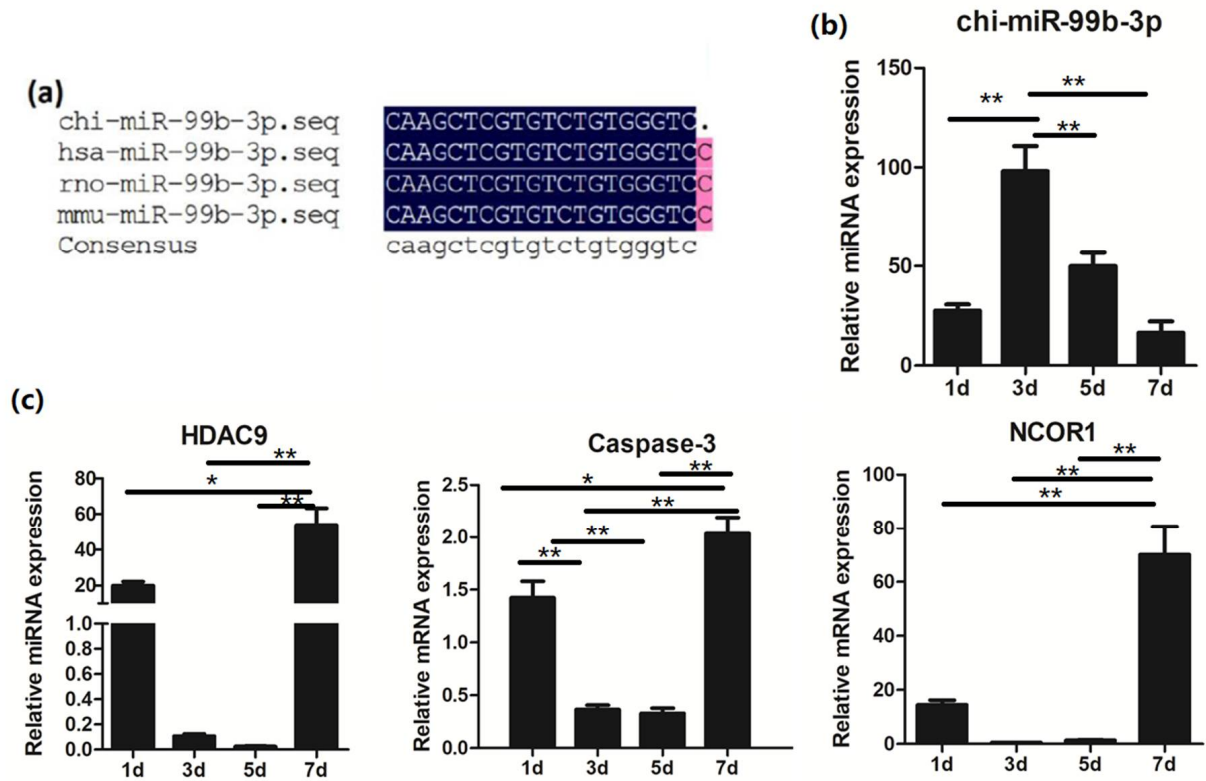 (a)
chi-miR-99b-3p.seq CAAGCTCGTGTCTGTGGGTC.
hsa-miR-99b-3p.seq CAAGCTCGTGTCTGTGGGTCC
rno-miR-99b-3p.seq CAAGCTCGTGTCTGTGGGTCC
mmu-miR-99b-3p.seq CAAGCTCGTGTCTGTGGGTCC
Consensus caagctcgtgtctgtgggtc
(b)
chi-miR-99b-3p
Relative miRNA expression
150
100
50
0
**
**
**
1d 3d 5d 7d
(c)
HDAC9
Relative miRNA expression
80
60
40
20
1.0
0.8
0.6
0.4
0.2
0.0
**
*
**
1d 3d 5d 7d
Caspase-3
Relative mRNA expression
2.5
2.0
1.5
1.0
0.5
0.0
**
*
**
**
**
1d 3d 5d 7d
NCOR1
Relative mRNA expression
100
80
60
40
20
0
**
**
**
1d 3d 5d 7d